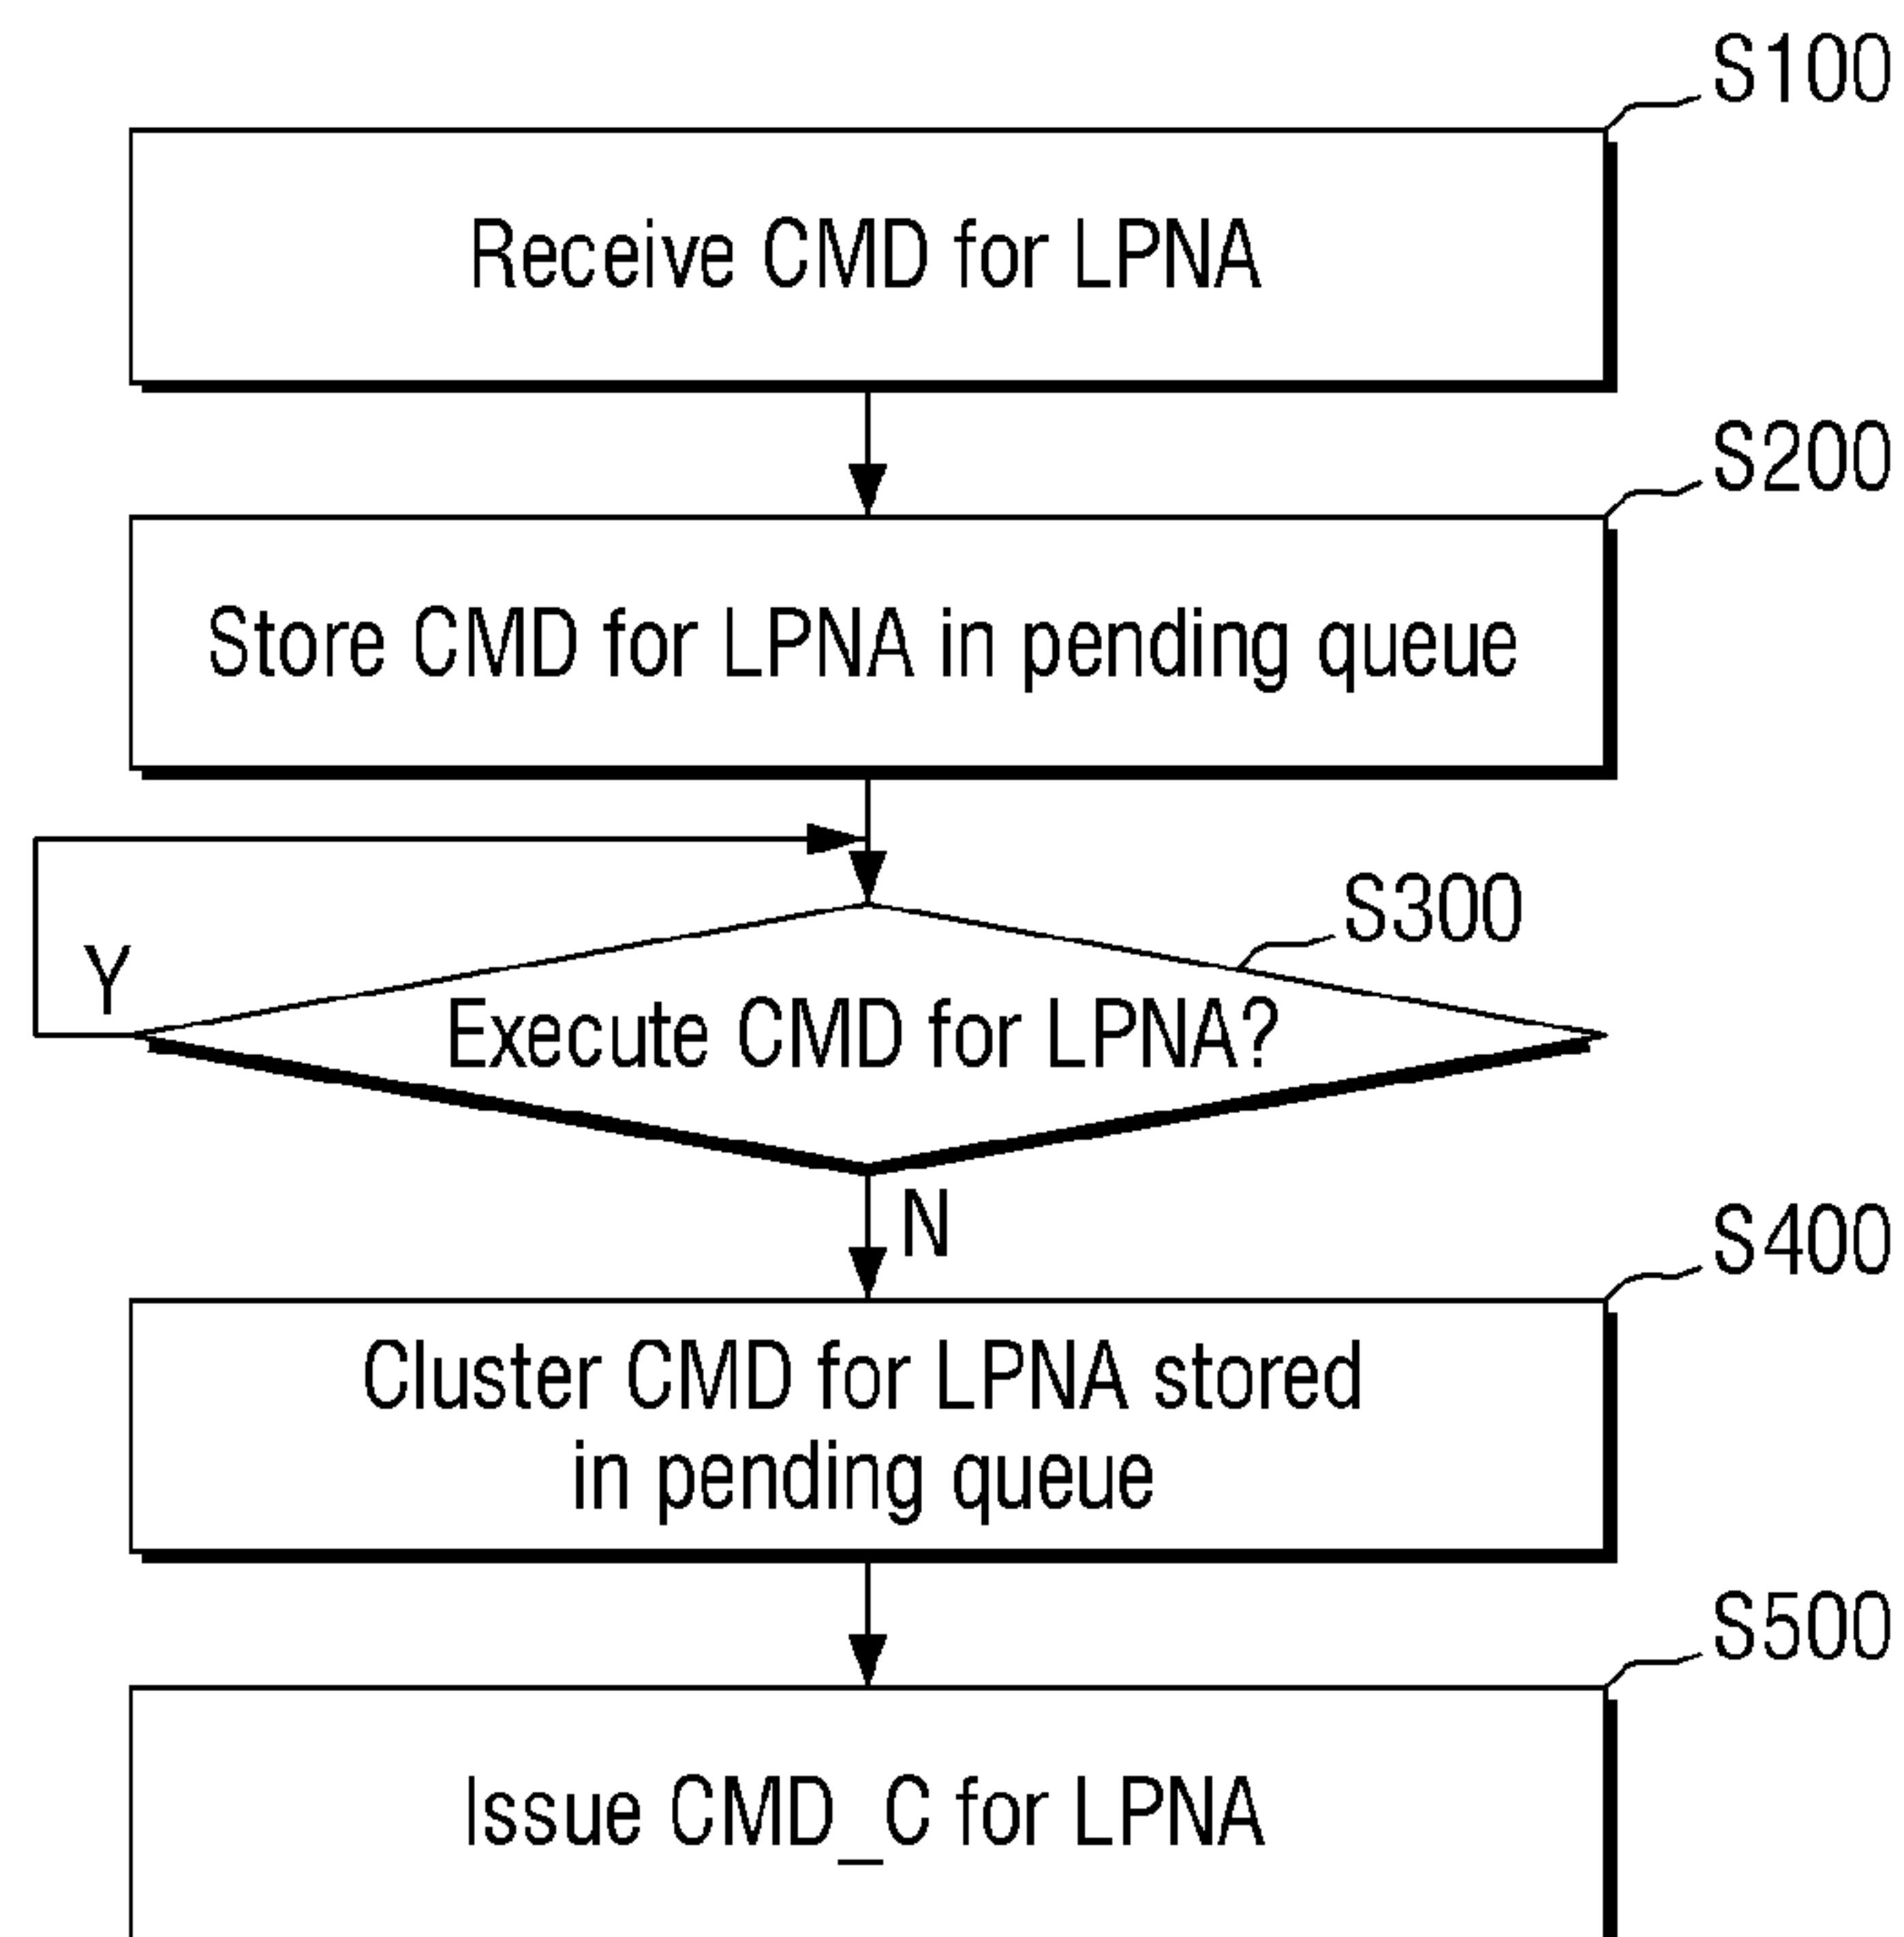 S100
Receive CMD for LPNA
S200
Store CMD for LPNA in pending queue
S300
Y
Execute CMD for LPNA?
N
S400
Cluster CMD for LPNA stored
in pending queue
S500
Issue CMD_C for LPNA